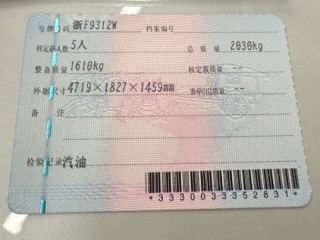 号牌号码 浙F9312W 档案编号
核定载人数 5人 总质量 2030kg
整备质量 1610kg 核定载质量 --
外廓尺寸 4719×1827×1459mm 准牵引总质量 --
备注
检验记录 汽油
*3330003352831*